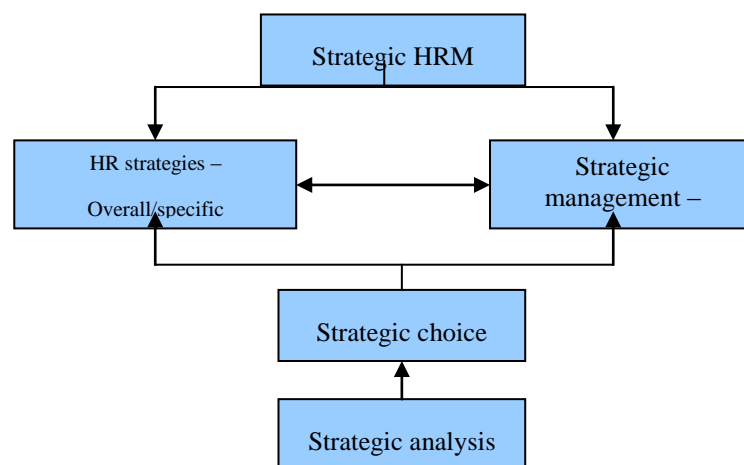 Strategic HRM
HR strategies –
Overall/specific
Strategic
management –
Strategic choice
Strategic analysis